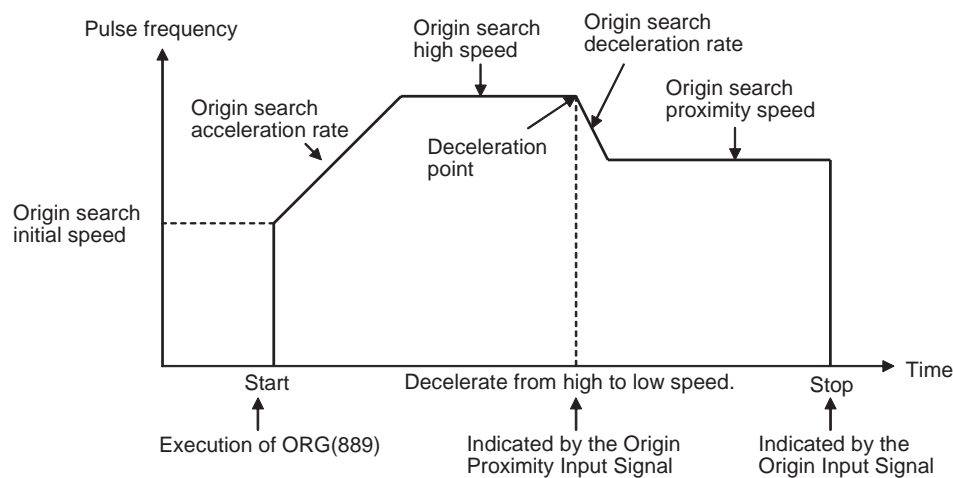 Pulse frequency
Origin search
high speed
Origin search
deceleration rate
Origin search
acceleration rate
Origin search
proximity speed
Deceleration
point
Origin search
initial speed
Time
Start
Decelerate from high to low speed.
Stop
Execution of ORG(889)
Indicated by the Origin
Proximity Input Signal
Indicated by the
Origin Input Signal